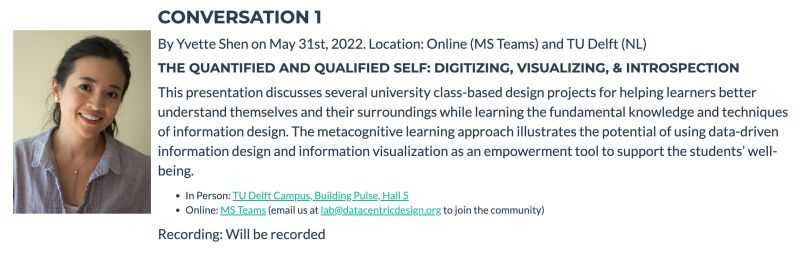 CONVERSATION 1
By Yvette Shen on May 31st, 2022. Location: Online (MS Teams) and TU Delft (NL)
THE QUANTIFIED AND QUALIFIED SELF: DIGITIZING, VISUALIZING, & INTROSPECTION
This presentation discusses several university class-based design projects for helping learners better
understand themselves and their surroundings while learning the fundamental knowledge and techniques
of information design. The metacognitive learning approach illustrates the potential of using data-driven
information design and information visualization as an empowerment tool to support the students’ well-
being.
• In Person: TU Delft Campus, Building Pulse, Hall 5
• Online: MS Teams (email us at lab@datacentricdesign.org to join the community)
Recording: Will be recorded